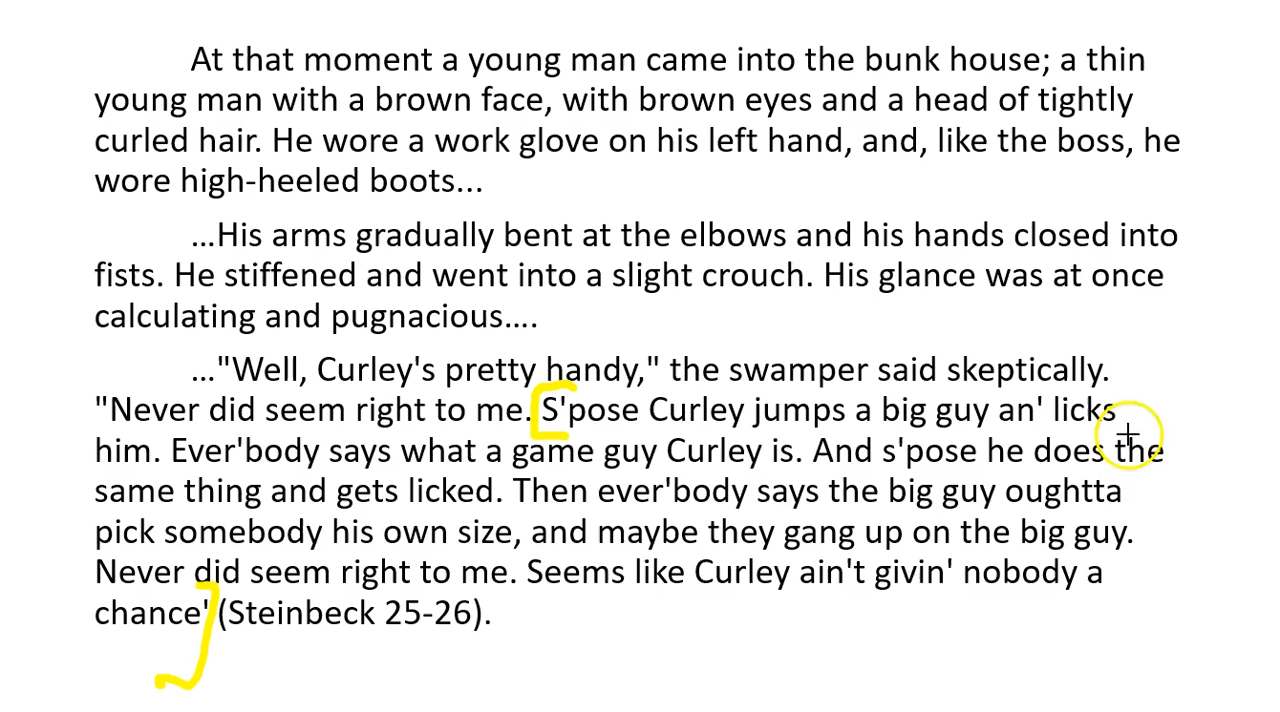 At that moment a young man came into the bunk house; a thin
young man with a brown face, with brown eyes and a head of tightly
curled hair. He wore a work glove on his left hand, and, like the boss, he
wore high-heeled boots...
...His arms gradually bent at the elbows and his hands closed into
fists. He stiffened and went into a slight crouch. His glance was at once
calculating and pugnacious....
..."Well, Curley's pretty handy," the swamper said skeptically.
"Never did seem right to me. S'pose Curley jumps a big guy an' licks
him. Ever'body says what a game guy Curley is. And s'pose he does the
same thing and gets licked. Then ever'body says the big guy oughtta
pick somebody his own size, and maybe they gang up on the big guy.
Never did seem right to me. Seems like Curley ain't givin' nobody a
chance' (Steinbeck 25-26).